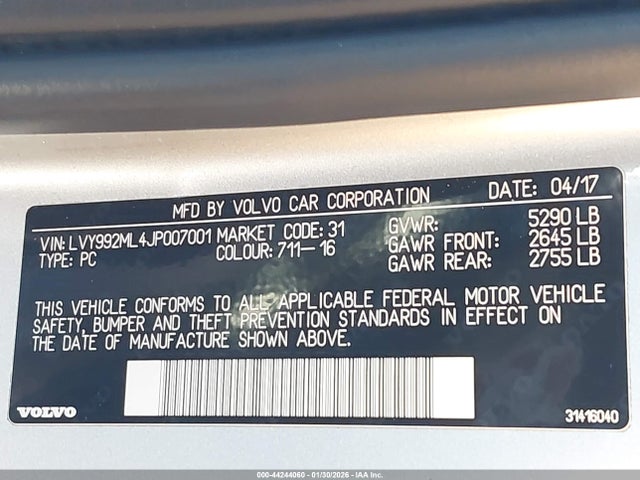 MFD BY VOLVO CAR CORPORATION DATE: 04/17
VIN: LVY992ML4JP007001 MARKET CODE: 31 GVWR: 5290 LB
TYPE: PC COLOUR: 711-16 GAWR FRONT: 2645 LB
GAWR REAR: 2755 LB
THIS VEHICLE CONFORMS TO ALL APPLICABLE FEDERAL MOTOR VEHICLE
SAFETY, BUMPER AND THEFT PREVENTION STANDARDS IN EFFECT ON
THE DATE OF MANUFACTURE SHOWN ABOVE.
VOLVO 31416040
000-44244060 - 01/30/2026 - IAA Inc.